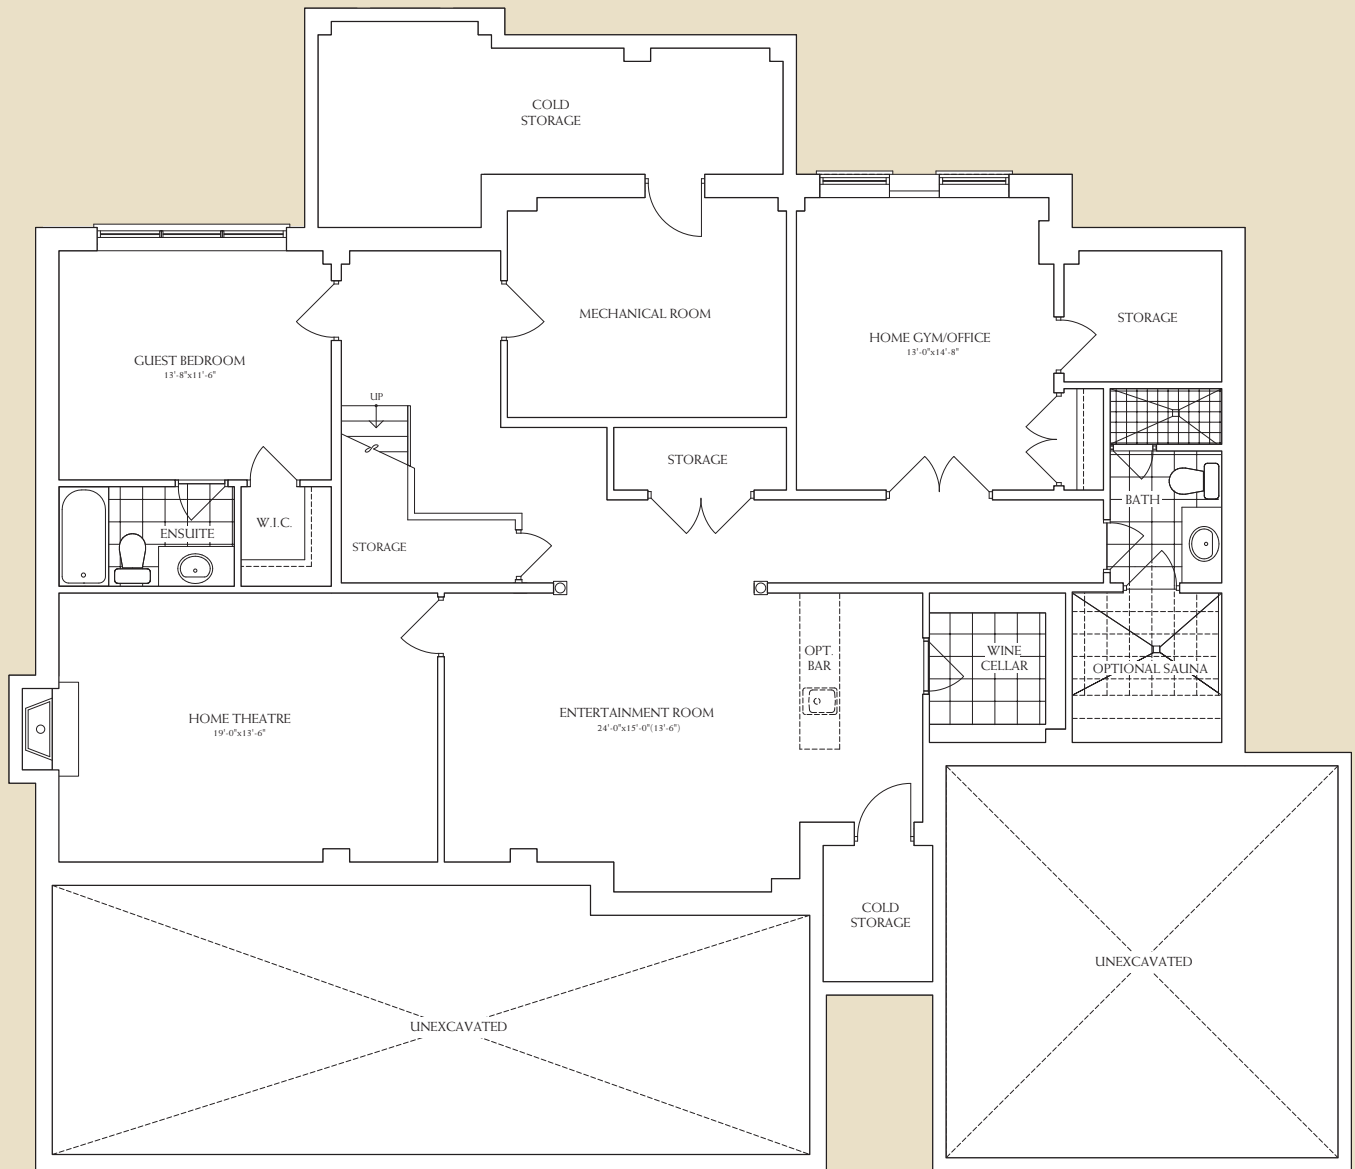 COLD
STORAGE
MECHANICAL ROOM
STORAGE
HOME GYM/OFFICE
13'-0"x14'-8"
GUEST BEDROOM
13'-8"x11'-6"
UP
STORAGE
BATH
W.I.C.
ENSUITE
STORAGE
OPT.
BAR
WINE
CELLAR
OPTIONAL SAUNA
HOME THEATRE
19'-0"x13'-6"
ENTERTAINMENT ROOM
24'-0"x15'-0"(13'-6")
COLD
STORAGE
UNEXCAVATED
UNEXCAVATED